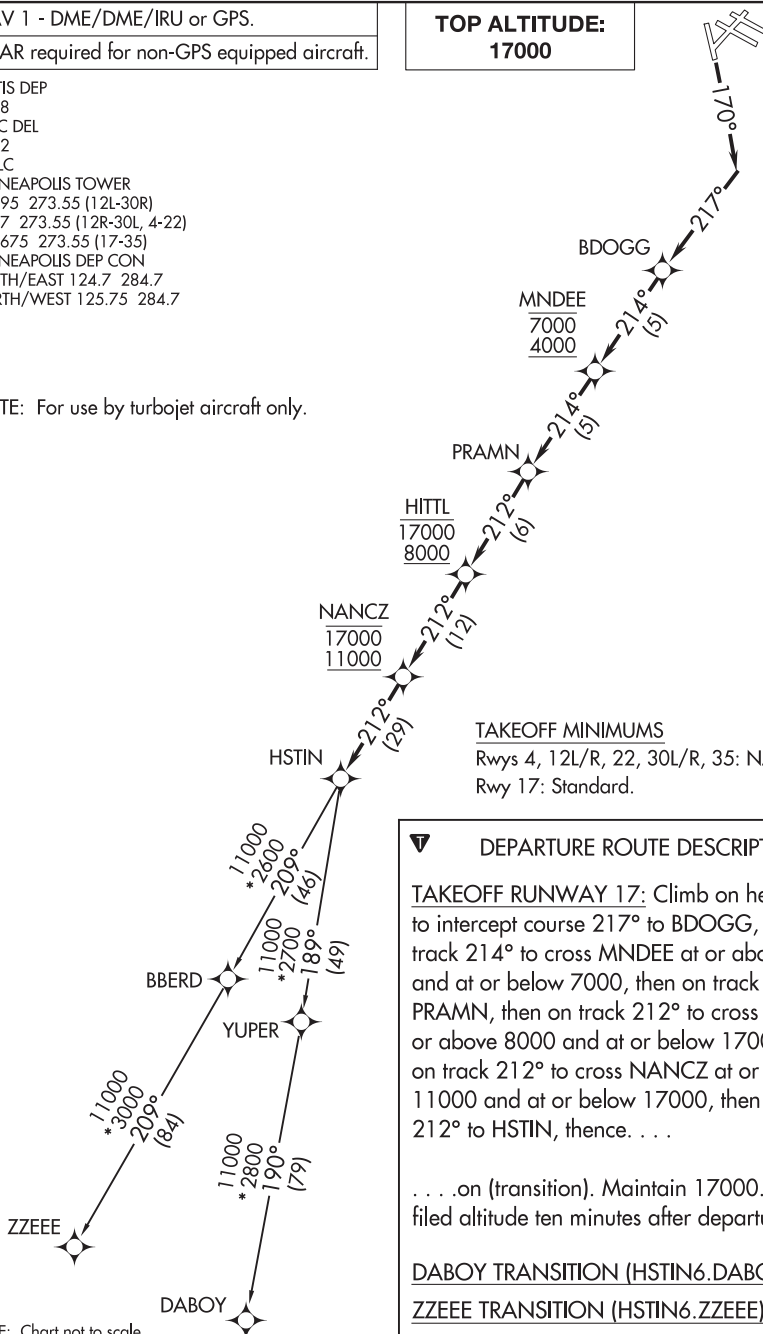 V 1 - DME/DME/IRU or GPS.
AR required for non-GPS equipped aircraft.
TOP ALTITUDE:
17000
TIS DEP
8
C DEL
2
LC
NEAPOLIS TOWER
95 273.55 (12L-30R)
7 273.55 (12R-30L, 4-22)
675 273.55 (17-35)
NEAPOLIS DEP CON
TH/EAST 124.7 284.7
RTH/WEST 125.75 284.7
TE: For use by turbojet aircraft only.
170°
217°
BDOGG
214°
(5)
MNDEE
7000
4000
214°
(5)
PRAMN
212°
(6)
HITTL
17000
8000
212°
(12)
NANCZ
17000
11000
212°
(29)
HSTIN
TAKEOFF MINIMUMS
Rwys 4, 12L/R, 22, 30L/R, 35: NA
Rwy 17: Standard.
11000
*2600
209°
(46)
11000
*2700
189°
(49)
BBERD
YUPER
11000
*3000
209°
(84)
11000
*2800
190°
(79)
ZZEEE
DABOY
E: Chart not to scale
T
DEPARTURE ROUTE DESCRIPT
TAKEOFF RUNWAY 17: Climb on he
to intercept course 217° to BDOGG,
track 214° to cross MNDEE at or abo
and at or below 7000, then on track
PRAMN, then on track 212° to cross
or above 8000 and at or below 1700
on track 212° to cross NANCZ at or
11000 and at or below 17000, then
212° to HSTIN, thence. . . .
. . . .on (transition). Maintain 17000.
filed altitude ten minutes after depart
DABOY TRANSITION (HSTIN6.DABO
ZZEEE TRANSITION (HSTIN6.ZZEEE)